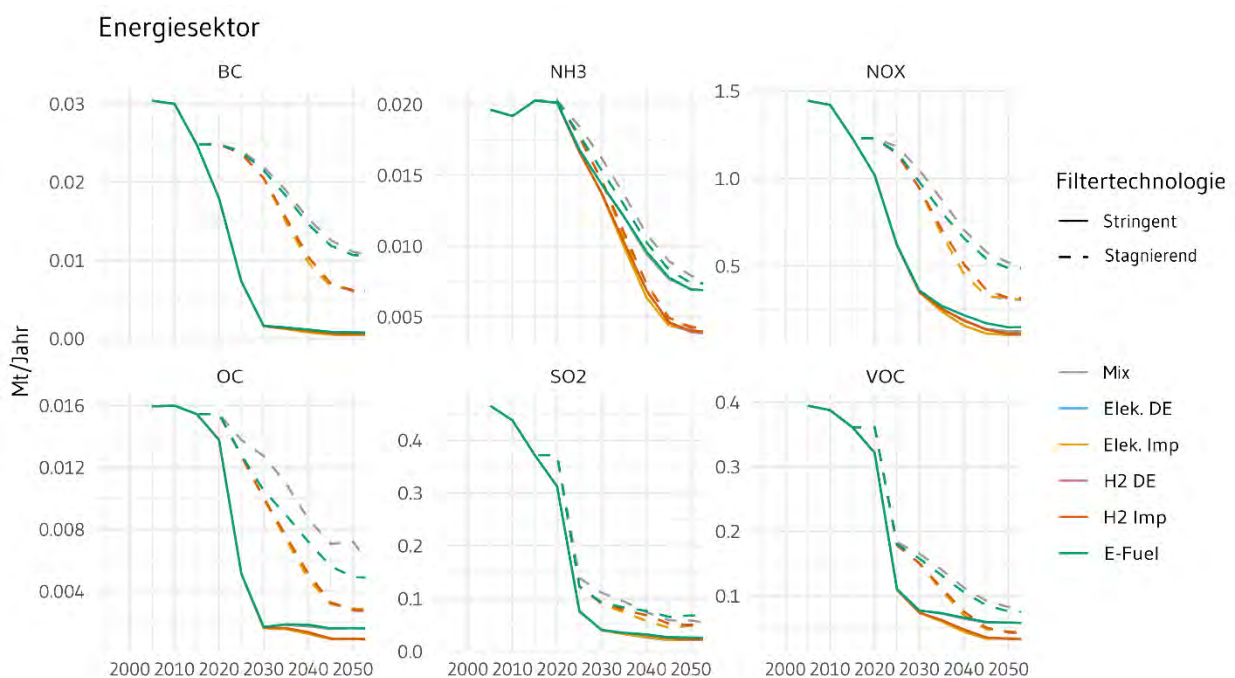 Energiesektor
BC
NH3
NOX
0.03
0.02
0.01
0.00
0.020
0.015
0.010
0.005
1.5
1.0
0.5
Filtertechnologie
Stringent
Stagnierend
Mt/Jahr
OC
SO2
VOC
0.016
0.012
0.008
0.004
0.4
0.3
0.2
0.1
0.0
0.4
0.3
0.2
0.1
Mix
Elek. DE
Elek. Imp
H2 DE
H2 Imp
E-Fuel
2000 2010 2020 2030 2040 2050
2000 2010 2020 2030 2040 2050
2000 2010 2020 2030 2040 2050